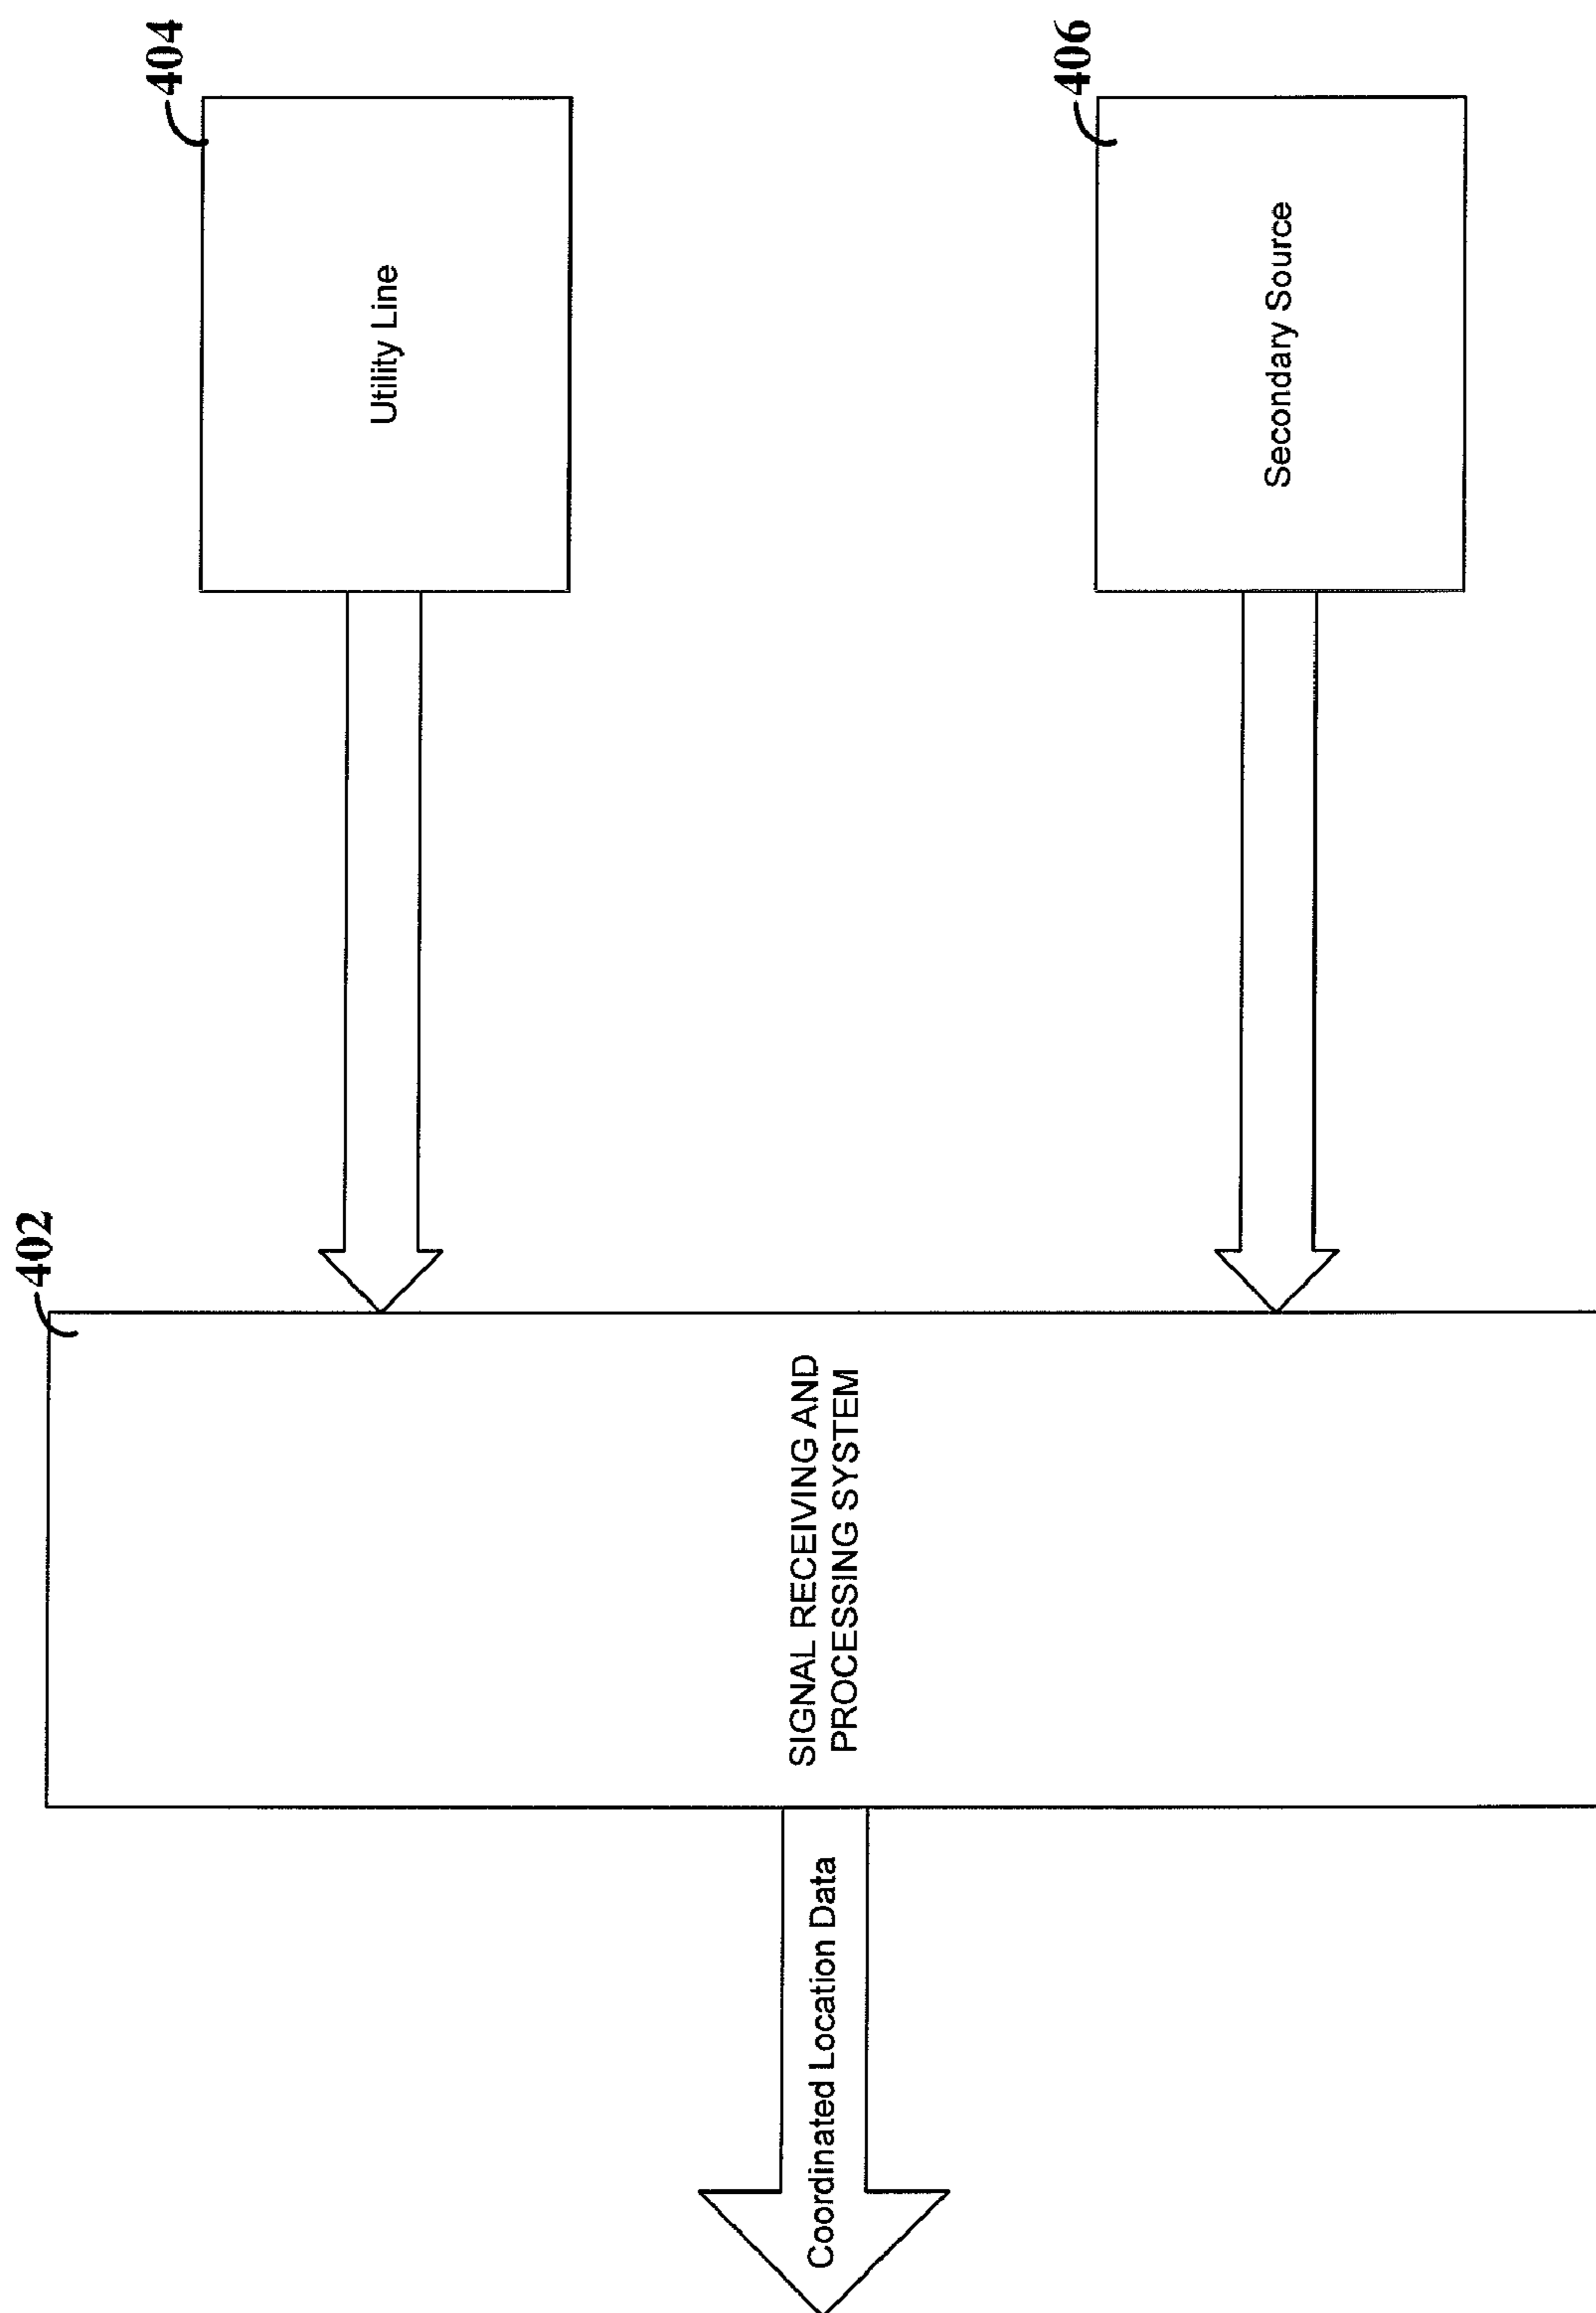 404
Utility Line
406
Secondary Source
402
SIGNAL RECEIVING AND
PROCESSING SYSTEM
Coordinated Location Data